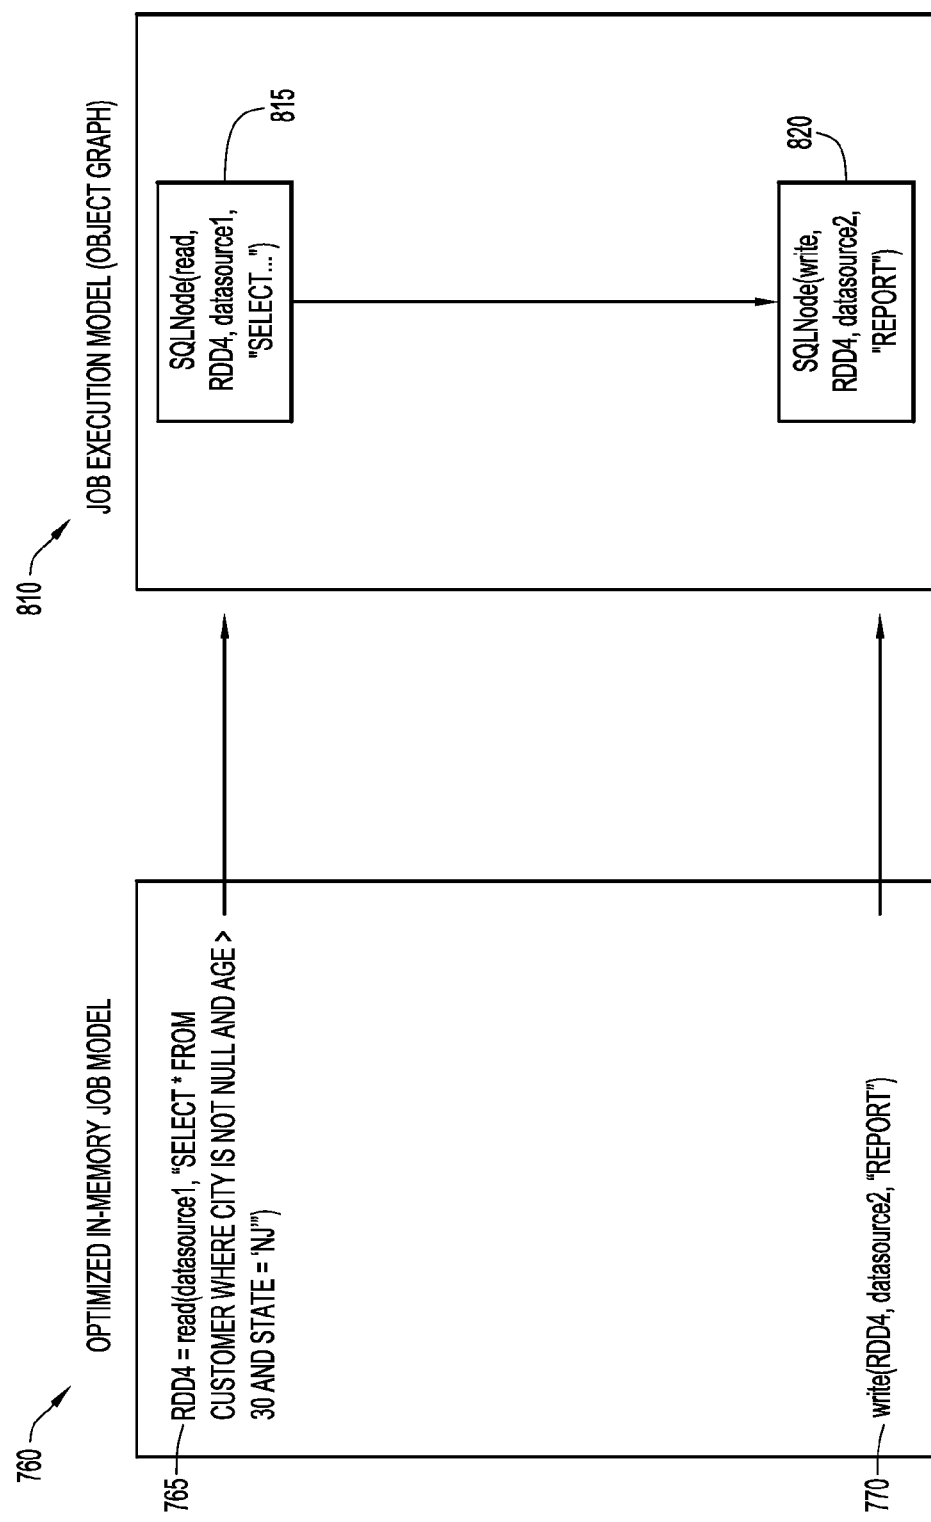 760
OPTIMIZED IN-MEMORY JOB MODEL
765
RDD4 = read(datasource1, “SELECT * FROM
CUSTOMER WHERE CITY IS NOT NULL AND AGE >
30 AND STATE = ‘NJ’”)
770
write(RDD4, datasource2, “REPORT”)
810
JOB EXECUTION MODEL (OBJECT GRAPH)
SQLNode(read,
RDD4, datasource1,
"SELECT...")
815
SQLNode(write,
RDD4, datasource2,
"REPORT")
820